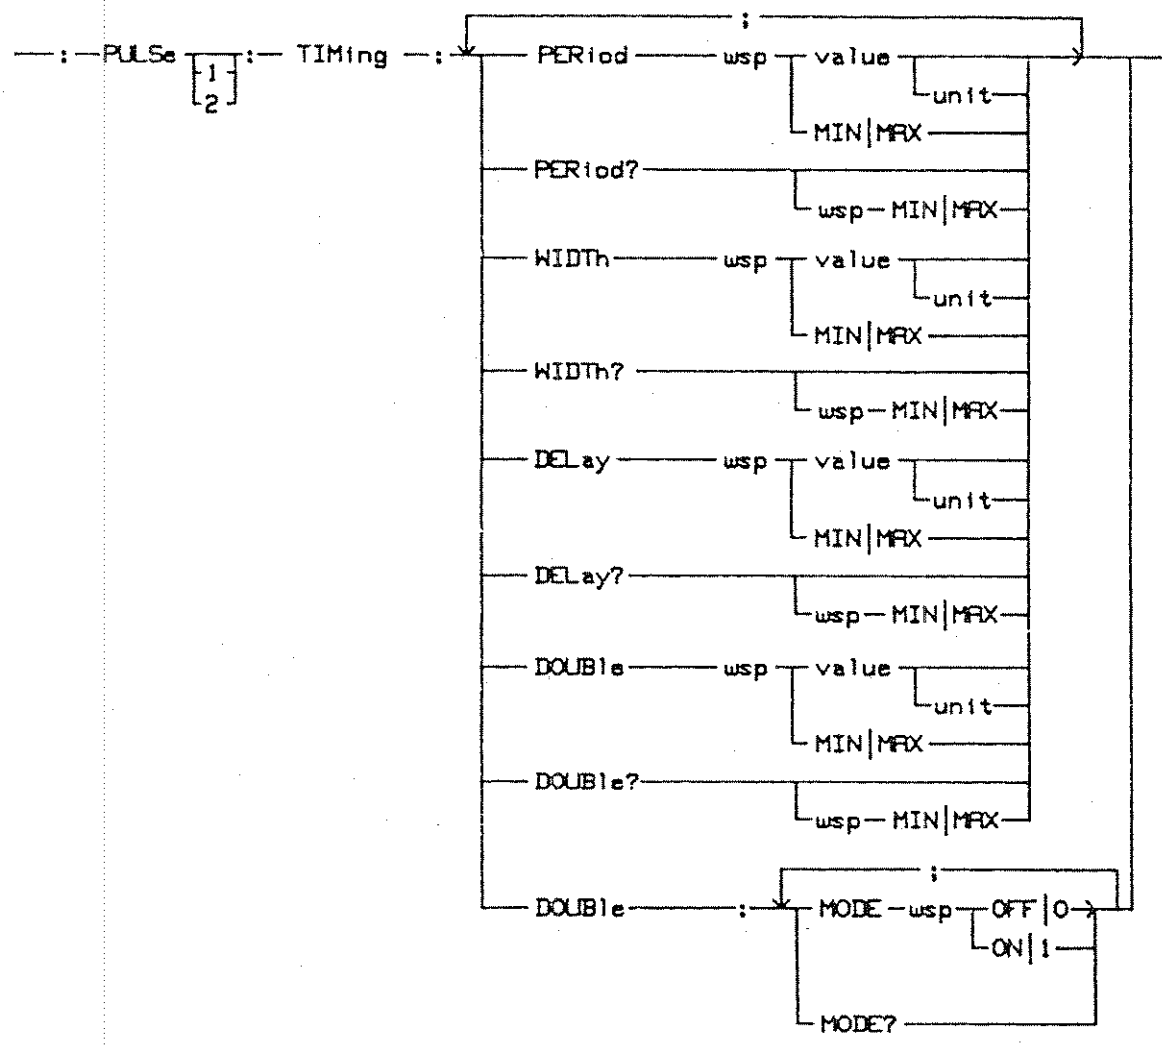 ;
: PULSe : TIMing : PERiod wsp value
1 unit
2
MIN|MAX
PERiod?
wsp MIN|MAX
WIDTh wsp value
unit
MIN|MAX
WIDTh?
wsp MIN|MAX
DELay wsp value
unit
MIN|MAX
DELay?
wsp MIN|MAX
DOUBle wsp value
unit
MIN|MAX
DOUBle?
wsp MIN|MAX
;
DOUBle : MODE wsp OFF|0
ON|1
MODE?